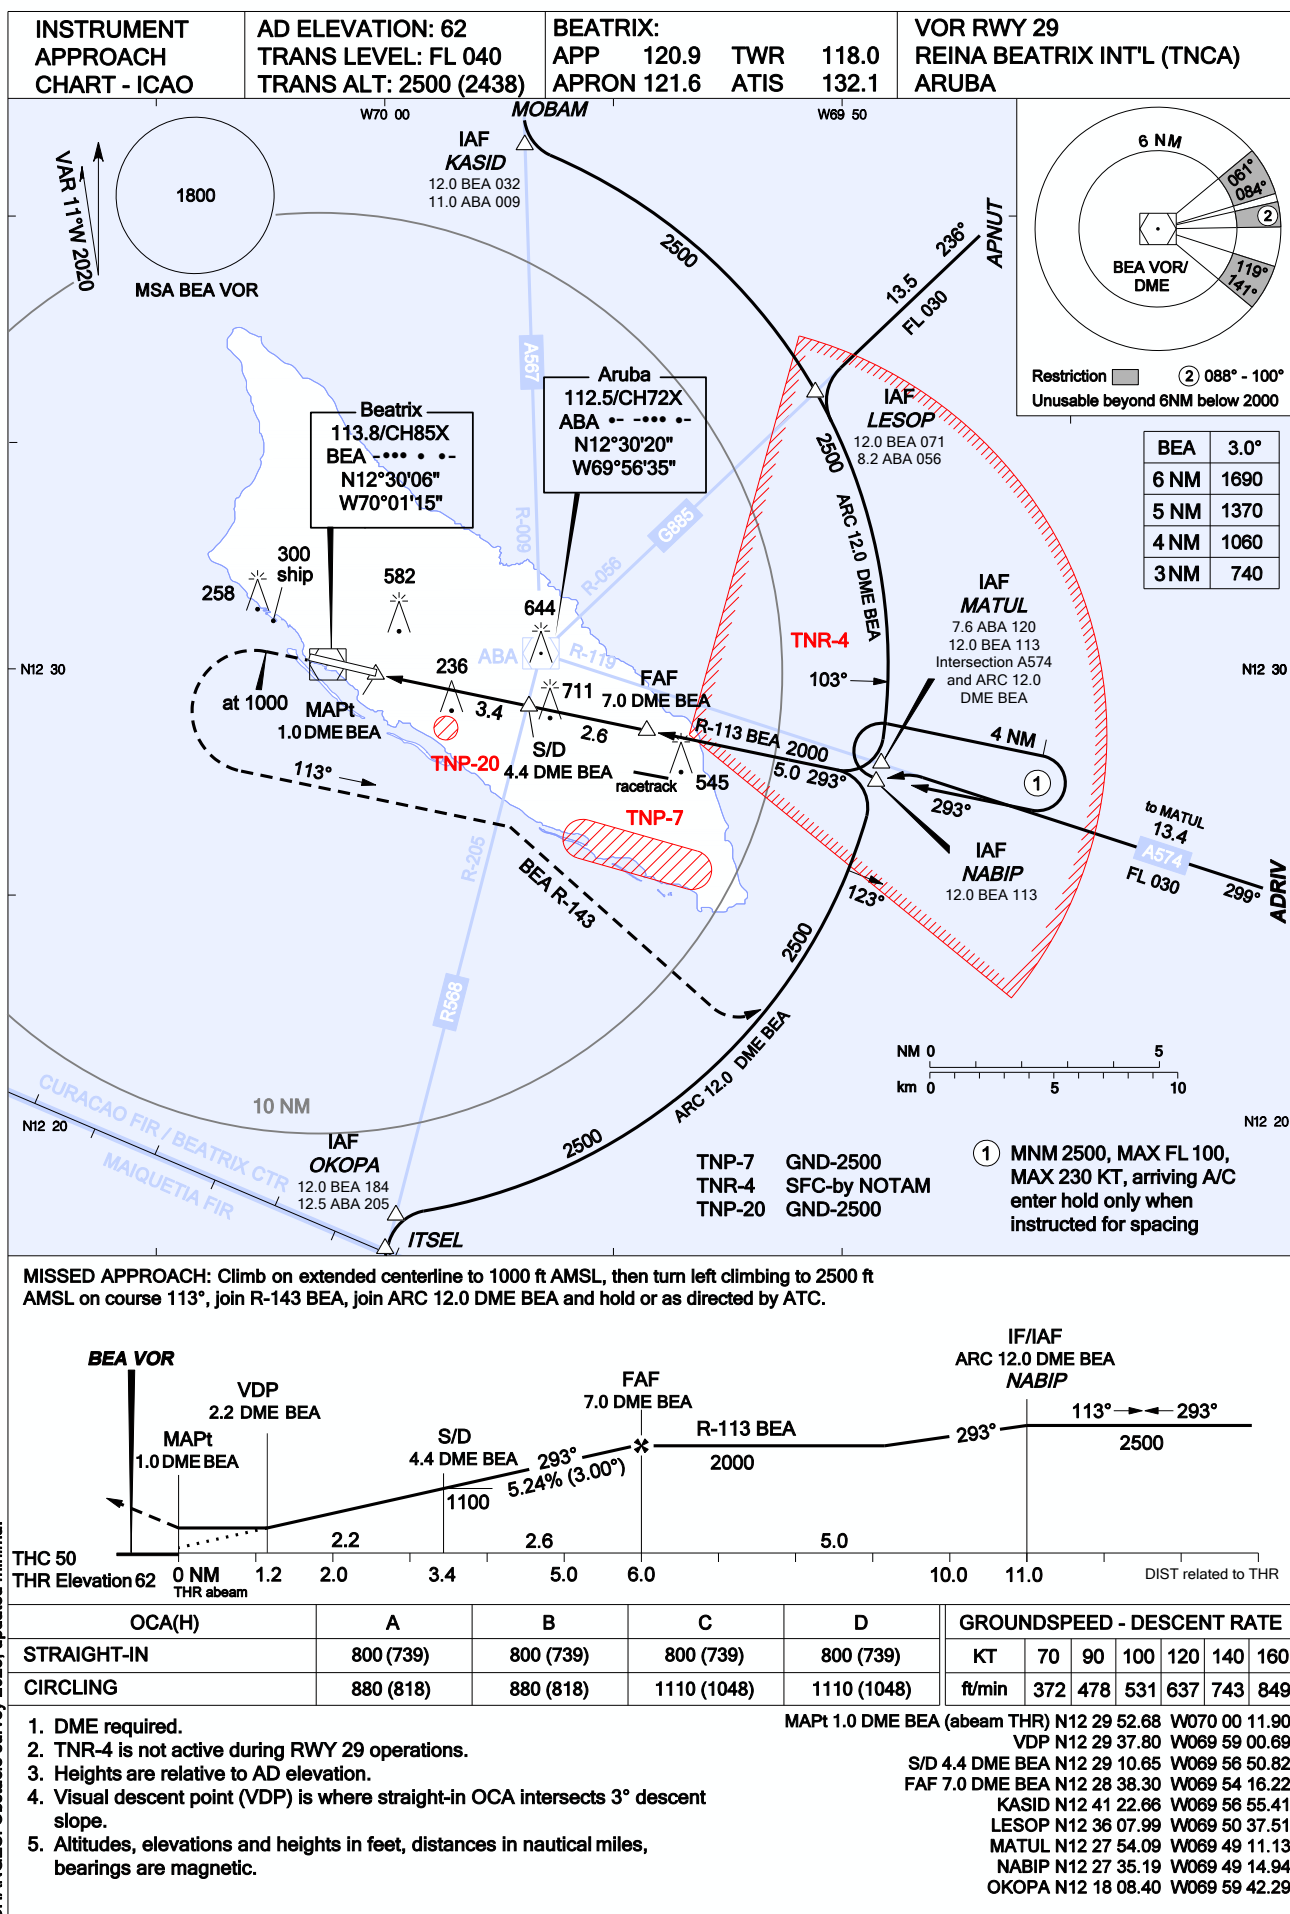 INSTRUMENT
APPROACH
CHART - ICAO
AD ELEVATION: 62
TRANS LEVEL: FL 040
TRANS ALT: 2500 (2438)
BEATRIX:
APP 120.9 TWR 118.0
APRON 121.6 ATIS 132.1
VOR RWY 29
REINA BEATRIX INT'L (TNCA)
ARUBA
W70 00
MOBAM
W69 50
VAR 11°W 2020
1800
MSA BEA VOR
IAF
KASID
12.0 BEA 032
11.0 ABA 009
2500
236°
APNUT
13.5
FL 030
6 NM
061°
084°
2
119°
141°
BEA VOR/
DME
Restriction
2 088° - 100°
Unusable beyond 6NM below 2000
BEA 3.0°
6 NM 1690
5 NM 1370
4 NM 1060
3 NM 740
A567
Aruba
112.5/CH72X
ABA
N12°30'20"
W69°56'35"
Beatrix
113.8/CH85X
BEA
N12°30'06"
W70°01'15"
IAF
LESOP
12.0 BEA 071
8.2 ABA 056
2500
ARC 12.0 DME BEA
R-009
G885
R-056
300
ship
258
582
644
IAF
MATUL
7.6 ABA 120
12.0 BEA 113
Intersection A574
and ARC 12.0
DME BEA
TNR-4
ABA
R-119
N12 30
N12 30
103°
236
711
FAF
7.0 DME BEA
at 1000
MAPt
1.0 DME BEA
3.4
2.6
S/D
4.4 DME BEA
R-113 BEA
2000
5.0
293°
4 NM
1
293°
113°
TNP-20
racetrack
545
TNP-7
to MATUL
13.4
A574
FL 030
299°
ADRIV
IAF
NABIP
12.0 BEA 113
R-205
BEA R-143
123°
2500
R568
ARC 12.0 DME BEA
NM 0 5
km 0 5 10
10 NM
CURACAO FIR / BEATRIX CTR
MAIQUETIA FIR
N12 20
N12 20
2500
IAF
OKOPA
12.0 BEA 184
12.5 ABA 205
ITSEL
TNP-7 GND-2500
TNR-4 SFC-by NOTAM
TNP-20 GND-2500
1 MNM 2500, MAX FL 100,
MAX 230 KT, arriving A/C
enter hold only when
instructed for spacing
MISSED APPROACH: Climb on extended centerline to 1000 ft AMSL, then turn left climbing to 2500 ft
AMSL on course 113°, join R-143 BEA, join ARC 12.0 DME BEA and hold or as directed by ATC.
BEA VOR
VDP
2.2 DME BEA
MAPt
1.0 DME BEA
S/D
4.4 DME BEA
1100
293°
5.24% (3.00°)
FAF
7.0 DME BEA
R-113 BEA
2000
293°
IF/IAF
ARC 12.0 DME BEA
NABIP
113° 293°
2500
2.2 2.6 5.0
THC 50
THR Elevation 62
0 NM 1.2 2.0 3.4 5.0 6.0 10.0 11.0
THR abeam
DIST related to THR
OCA(H) A B C D
STRAIGHT-IN 800 (739) 800 (739) 800 (739) 800 (739)
CIRCLING 880 (818) 880 (818) 1110 (1048) 1110 (1048)
GROUNDSPEED - DESCENT RATE
KT 70 90 100 120 140 160
ft/min 372 478 531 637 743 849
1. DME required.
2. TNR-4 is not active during RWY 29 operations.
3. Heights are relative to AD elevation.
4. Visual descent point (VDP) is where straight-in OCA intersects 3° descent
slope.
5. Altitudes, elevations and heights in feet, distances in nautical miles,
bearings are magnetic.
MAPt 1.0 DME BEA (abeam THR) N12 29 52.68 W070 00 11.90
VDP N12 29 37.80 W069 59 00.69
S/D 4.4 DME BEA N12 29 10.65 W069 56 50.82
FAF 7.0 DME BEA N12 28 38.30 W069 54 16.22
KASID N12 41 22.66 W069 56 55.41
LESOP N12 36 07.99 W069 50 37.51
MATUL N12 27 54.09 W069 49 11.13
NABIP N12 27 35.19 W069 49 14.94
OKOPA N12 18 08.40 W069 59 42.29